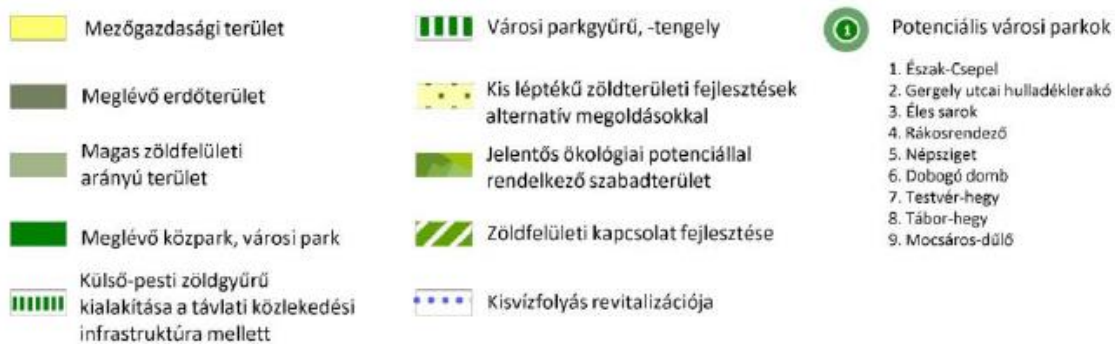 Mezőgazdasági terület
Meglévő erdőterület
Magas zöldfelületi
arányú terület
Meglévő közpark, városi park
Külső-pesti zöldgyűrű
kialakítása a távlati közlekedési
infrastruktúra mellett
Városi parkgyűrű, -tengely
Kis léptékű zöldterületi fejlesztések
alternatív megoldásokkal
Jelentős ökológiai potenciállal
rendelkező szabadterület
Zöldfelületi kapcsolat fejlesztése
Kisvízfolyás revitalizációja
1
Potenciális városi parkok
1. Észak-Csepel
2. Gergely utcai hulladéklerakó
3. Éles sarok
4. Rákosrendező
5. Népsziget
6. Dobogó domb
7. Testvér-hegy
8. Tábor-hegy
9. Mocsáros-dűlő